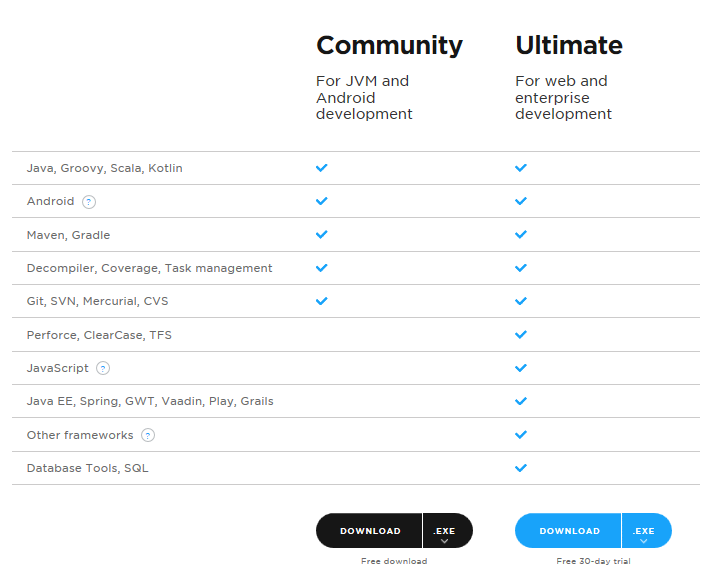 Community
Ultimate
For JVM and
Android
development
For web and
enterprise
development
Java, Groovy, Scala, Kotlin
Android ?
Maven, Gradle
Decompiler, Coverage, Task management
Git, SVN, Mercurial, CVS
Perforce, ClearCase, TFS
JavaScript ?
Java EE, Spring, GWT, Vaadin, Play, Grails
Other frameworks ?
Database Tools, SQL
DOWNLOAD .EXE
DOWNLOAD .EXE
Free download
Free 30-day trial